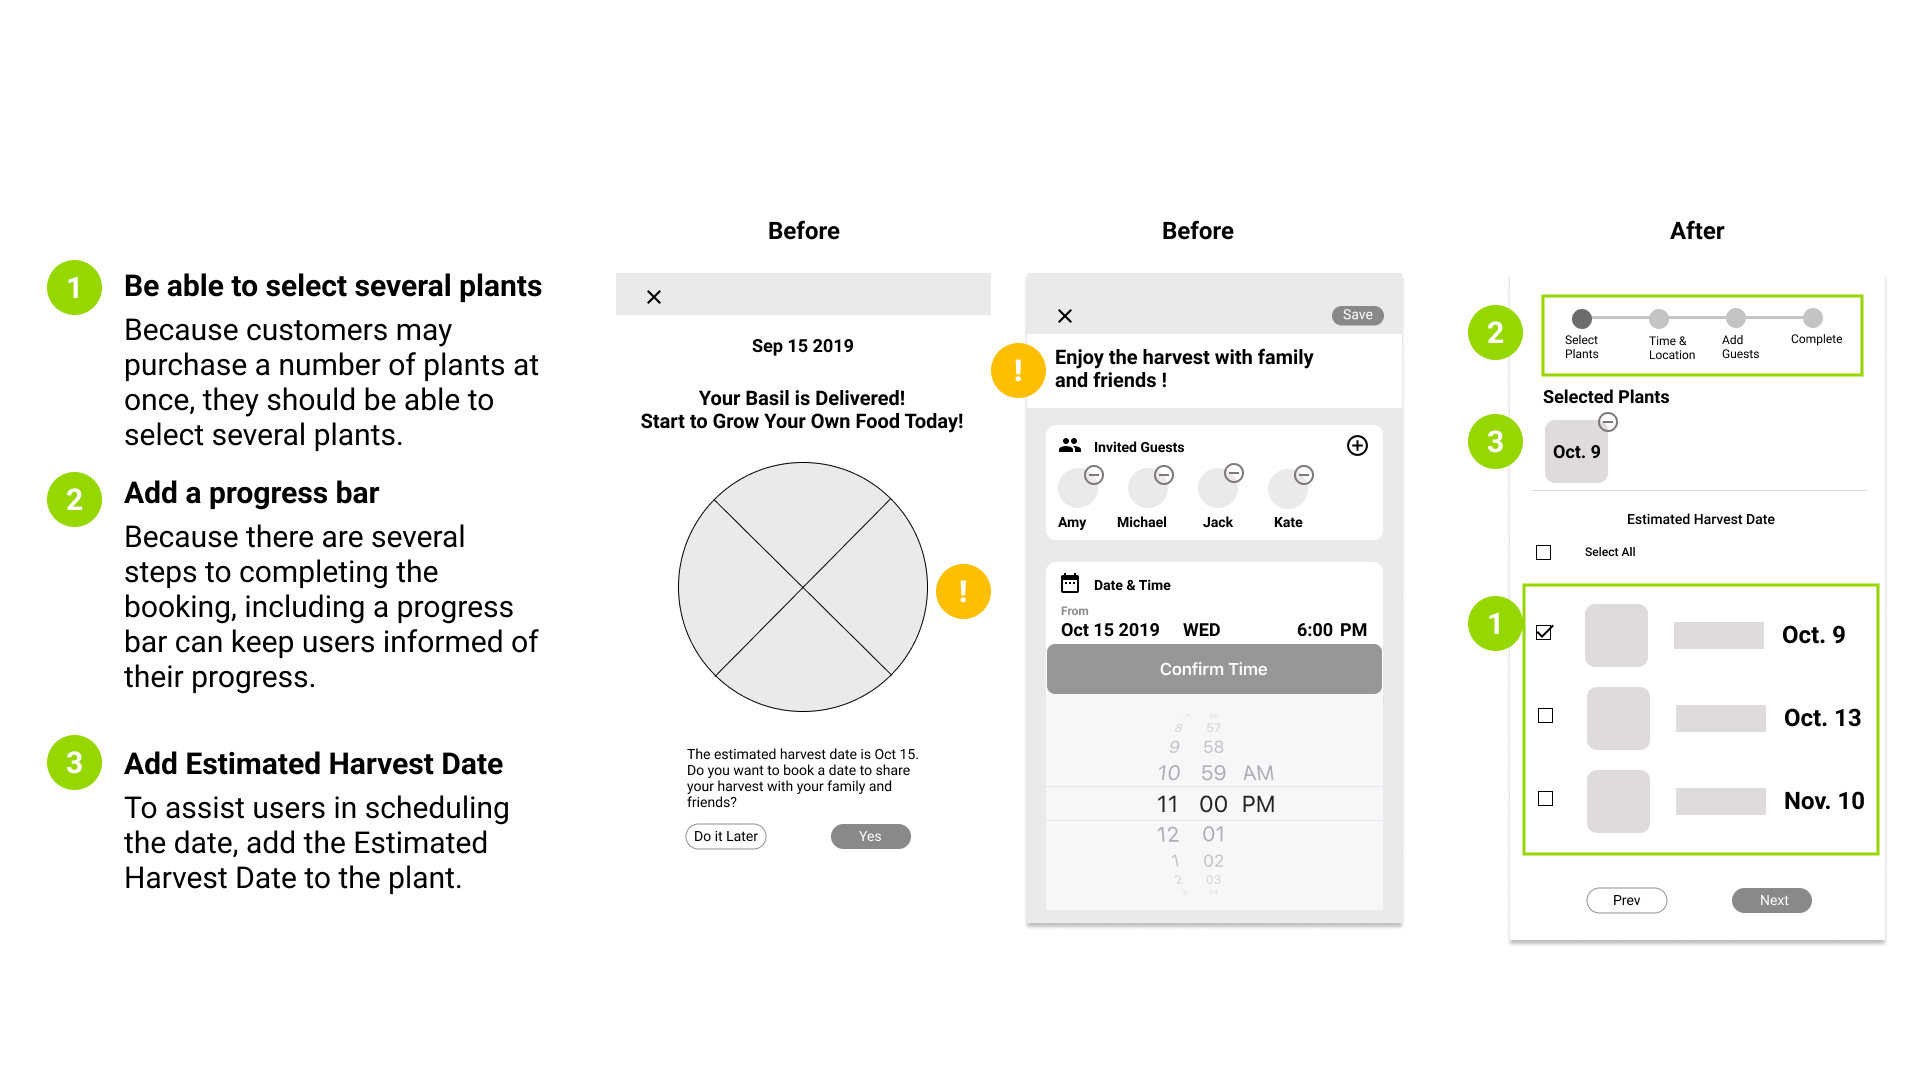 1
Be able to select several plants
Because customers may
purchase a number of plants at
once, they should be able to
select several plants.
2
Add a progress bar
Because there are several
steps to completing the
booking, including a progress
bar can keep users informed of
their progress.
3
Add Estimated Harvest Date
To assist users in scheduling
the date, add the Estimated
Harvest Date to the plant.
Before
Sep 15 2019
Your Basil is Delivered!
Start to Grow Your Own Food Today!
!
The estimated harvest date is Oct 15.
Do you want to book a date to share
your harvest with your family and
friends?
Do it Later Yes
Before
Save
!
Enjoy the harvest with family
and friends !
Invited Guests
Amy Michael Jack Kate
Date & Time
From
Oct 15 2019 WED 6:00 PM
Confirm Time
8 57
9 58
10 59 AM
11 00 PM
12 01
1 02
2 03
After
2
Select
Plants
Time &
Location
Add
Guests
Complete
Selected Plants
3
Oct. 9
Estimated Harvest Date
Select All
1
Oct. 9
Oct. 13
Nov. 10
Prev Next